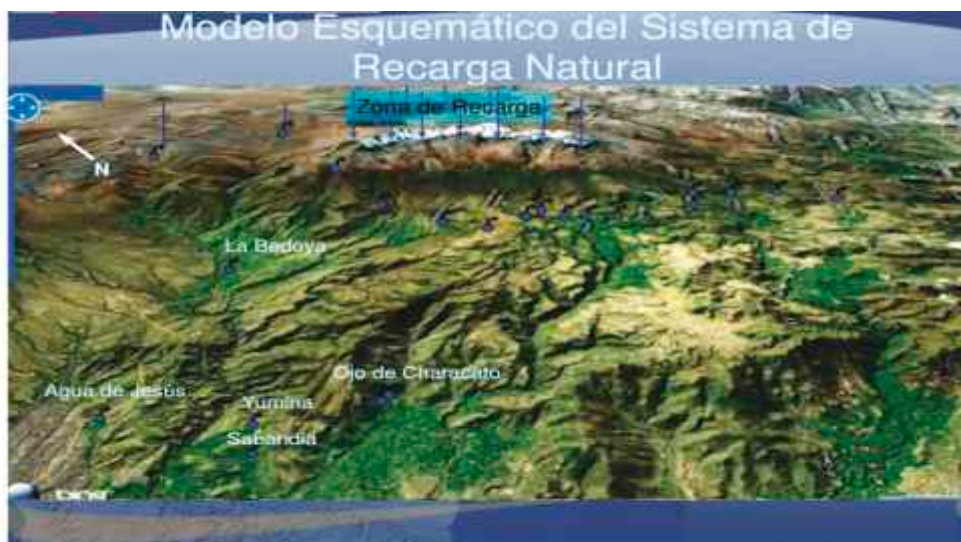 Modelo Esquemático del Sistema de
Recarga Natural
Zona de Recarga
N
La Bedoya
Ojo de Characato
Agua de Jesús
Yumina
Sabandia